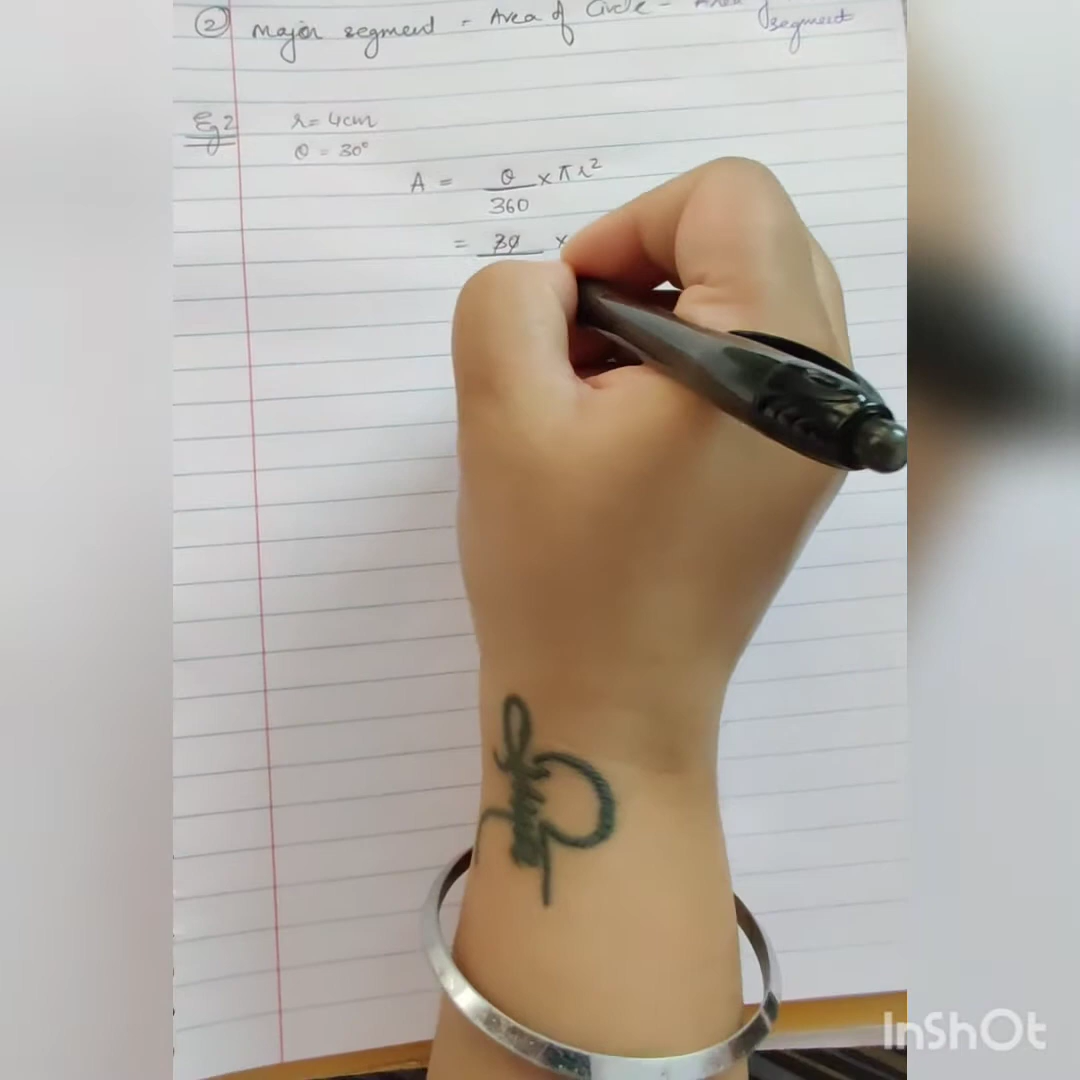 ② Major segment = Area of Circle - Area of segment
Eg 2 r = 4cm
θ = 30°
A = θ/360 × πr²
= 30 ×
InShOt